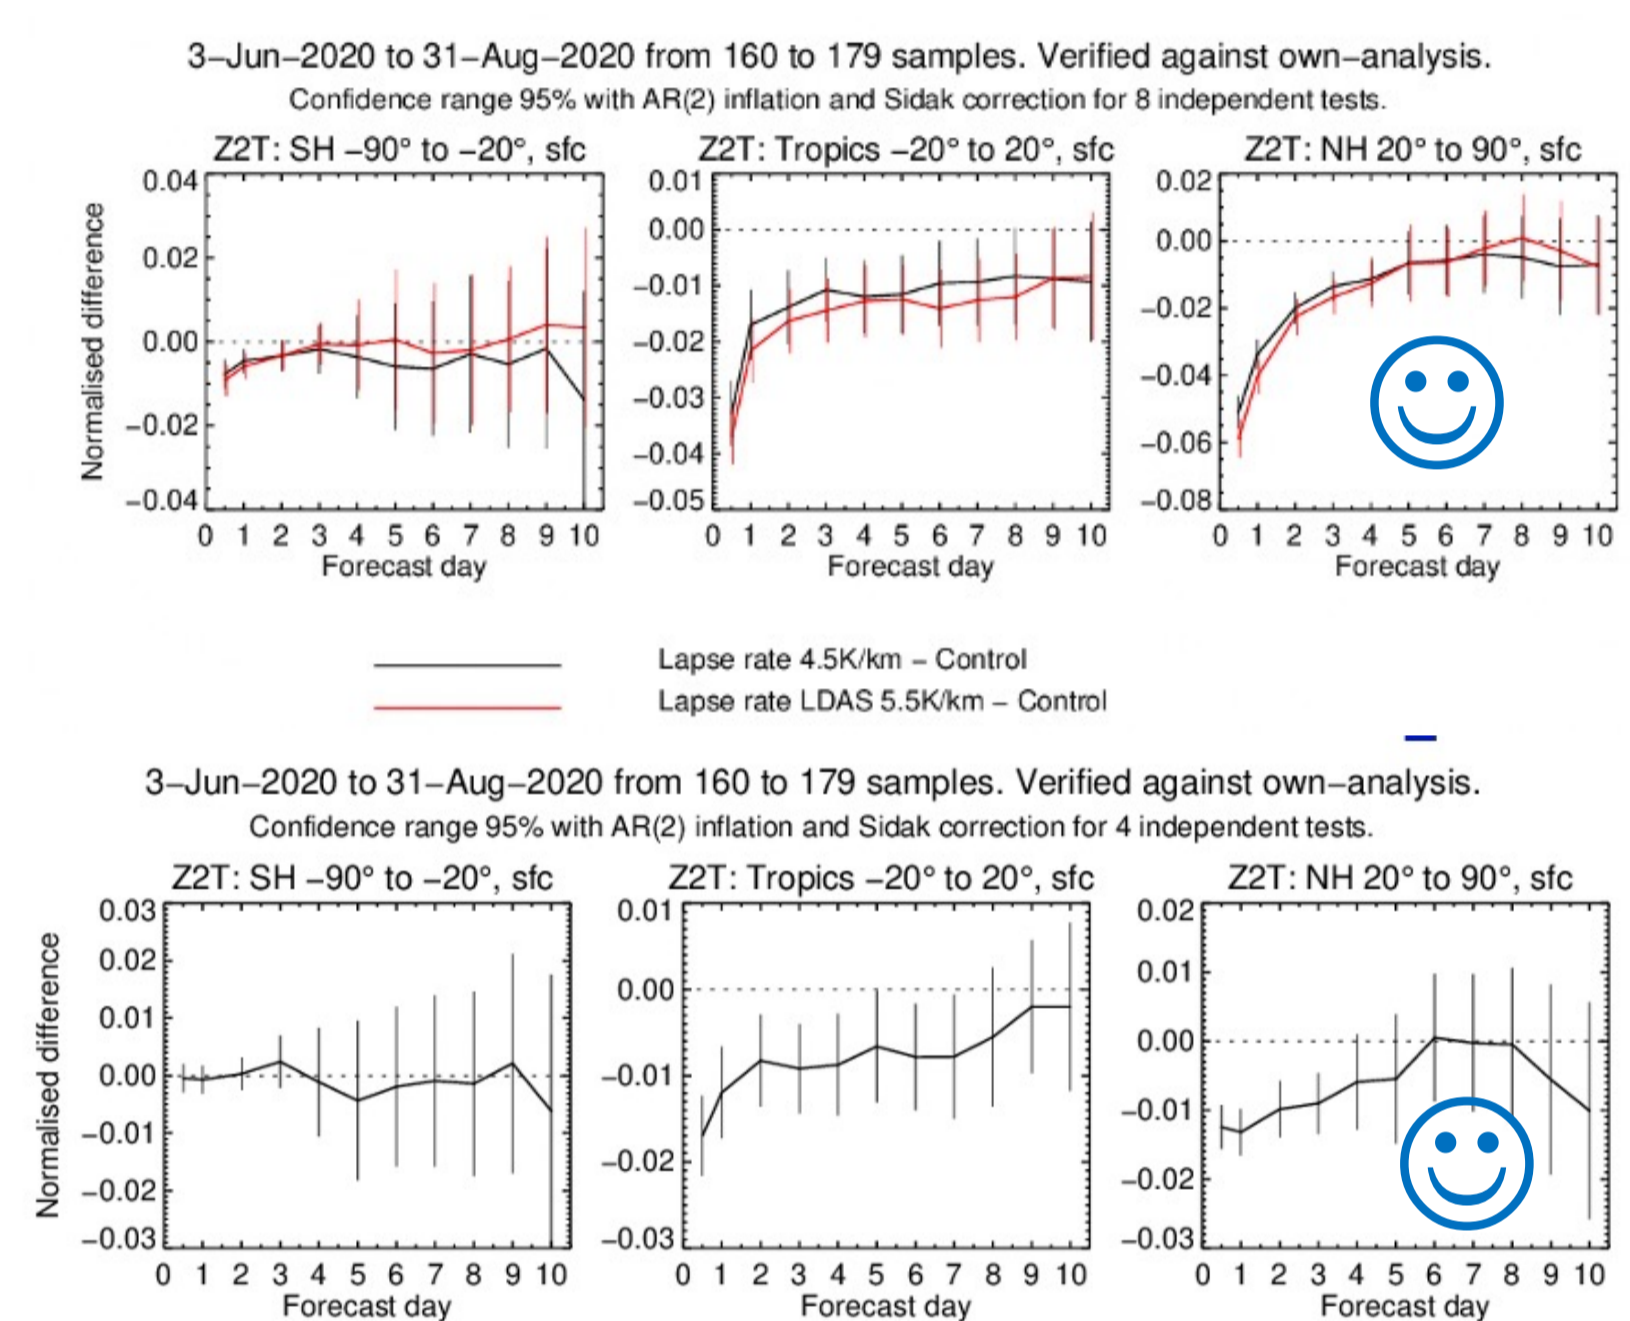 3−Jun−2020 to 31−Aug−2020 from 160 to 179 samples. Verified against own−analysis.
Confidence range 95% with AR(2) inflation and Sidak correction for 8 independent tests.
Z2T: SH −90° to −20°, sfc
Z2T: Tropics −20° to 20°, sfc
Z2T: NH 20° to 90°, sfc
Normalised difference
0.04
0.02
0.00
−0.02
−0.04
0 1 2 3 4 5 6 7 8 9 10
Forecast day
0.01
0.00
−0.01
−0.02
−0.03
−0.04
−0.05
0 1 2 3 4 5 6 7 8 9 10
Forecast day
0.02
0.00
−0.02
−0.04
−0.06
−0.08
0 1 2 3 4 5 6 7 8 9 10
Forecast day
Lapse rate 4.5K/km − Control
Lapse rate LDAS 5.5K/km − Control
3−Jun−2020 to 31−Aug−2020 from 160 to 179 samples. Verified against own−analysis.
Confidence range 95% with AR(2) inflation and Sidak correction for 4 independent tests.
Z2T: SH −90° to −20°, sfc
Z2T: Tropics −20° to 20°, sfc
Z2T: NH 20° to 90°, sfc
Normalised difference
0.03
0.02
0.01
0.00
−0.01
−0.02
−0.03
0 1 2 3 4 5 6 7 8 9 10
Forecast day
0.01
0.00
−0.01
−0.02
−0.03
0 1 2 3 4 5 6 7 8 9 10
Forecast day
0.02
0.01
0.00
−0.01
−0.02
−0.03
0 1 2 3 4 5 6 7 8 9 10
Forecast day